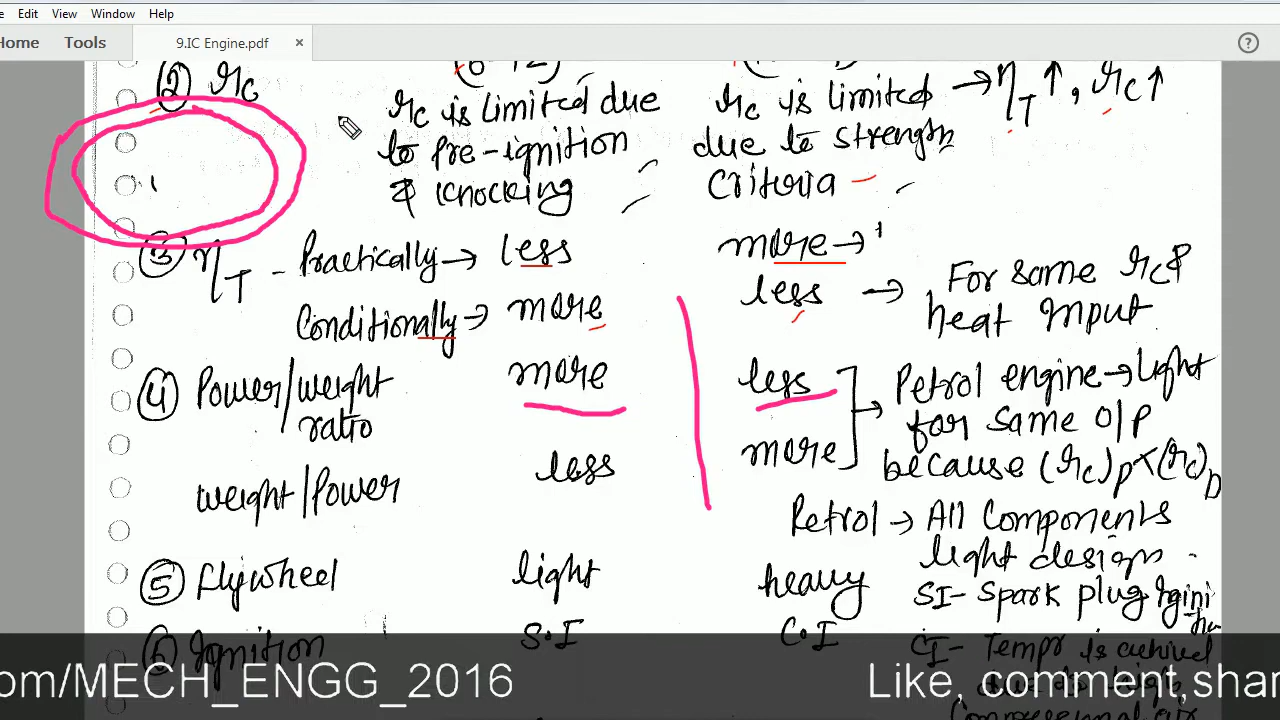 Edit View Window Help
Home Tools 9.IC Engine.pdf ×
② rc
rc is limited due to Pre-ignition & Knocking
rc is limited due to strength Criteria
→ ηT ↑, rc ↑
③ ηT - Practically → less
more →
Conditionally → more
less → For same rc & heat Input
④ Power/weight ratio
more
less
weight/Power
less
more
→ Petrol engine → light for same O/P because (rc)p < (rc)D
Petrol → All Components light design
⑤ Flywheel
light
heavy
SI- Spark plug
⑥ Ignition
S.I
C.I
CI- Tempr is
om/MECH_ENGG_2016
Like, comment,shar